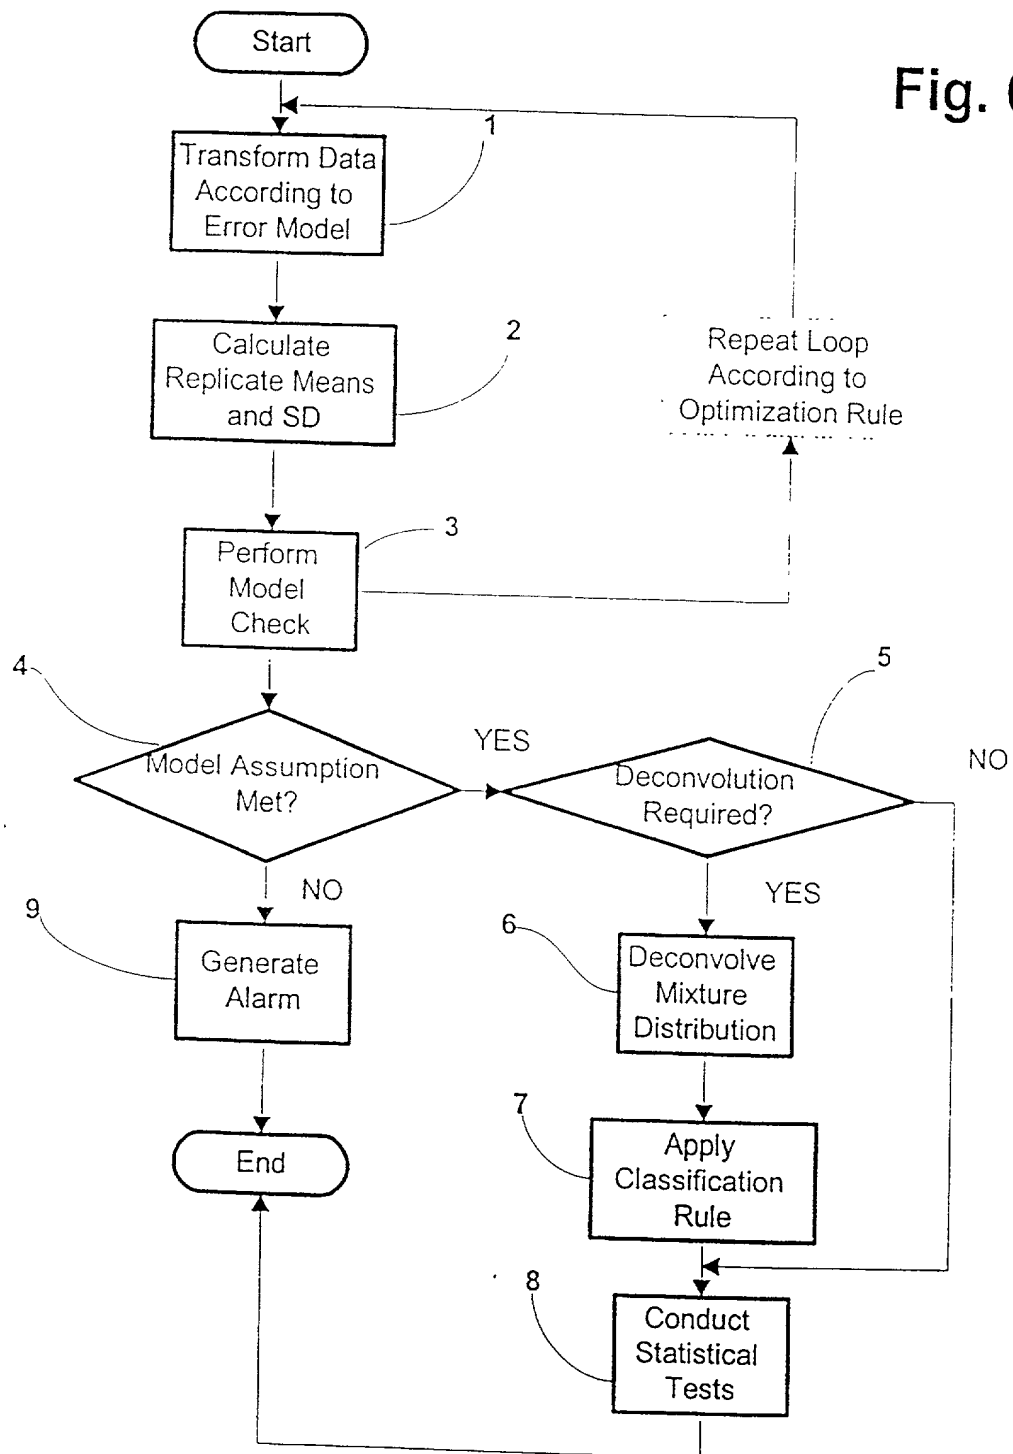 Start
Fig.
1
Transform Data
According to
Error Model
2
Calculate
Replicate Means
and SD
Repeat Loop
According to
Optimization Rule
3
Perform
Model
Check
4
5
YES
NO
Model Assumption
Met?
Deconvolution
Required?
NO
YES
9
6
Generate
Alarm
Deconvolve
Mixture
Distribution
7
End
Apply
Classification
Rule
8
Conduct
Statistical
Tests